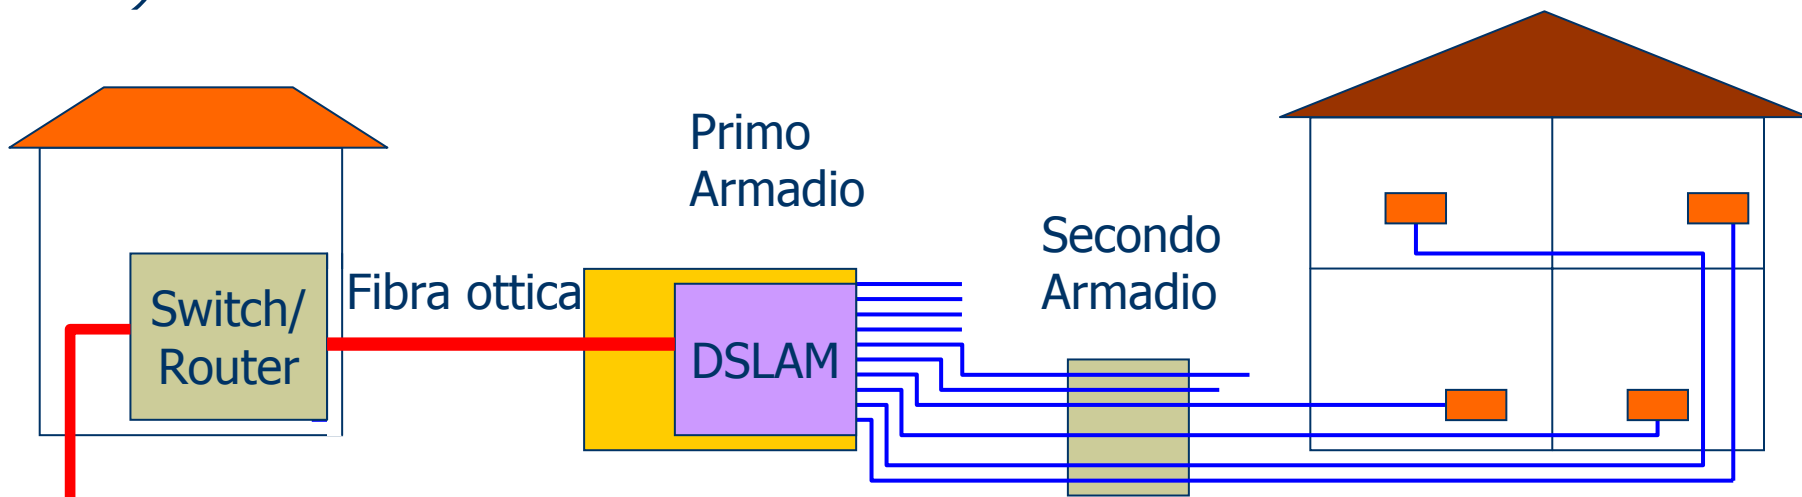 Primo
Armadio
Secondo
Armadio
Fibra ottica
Switch/
Router
DSLAM